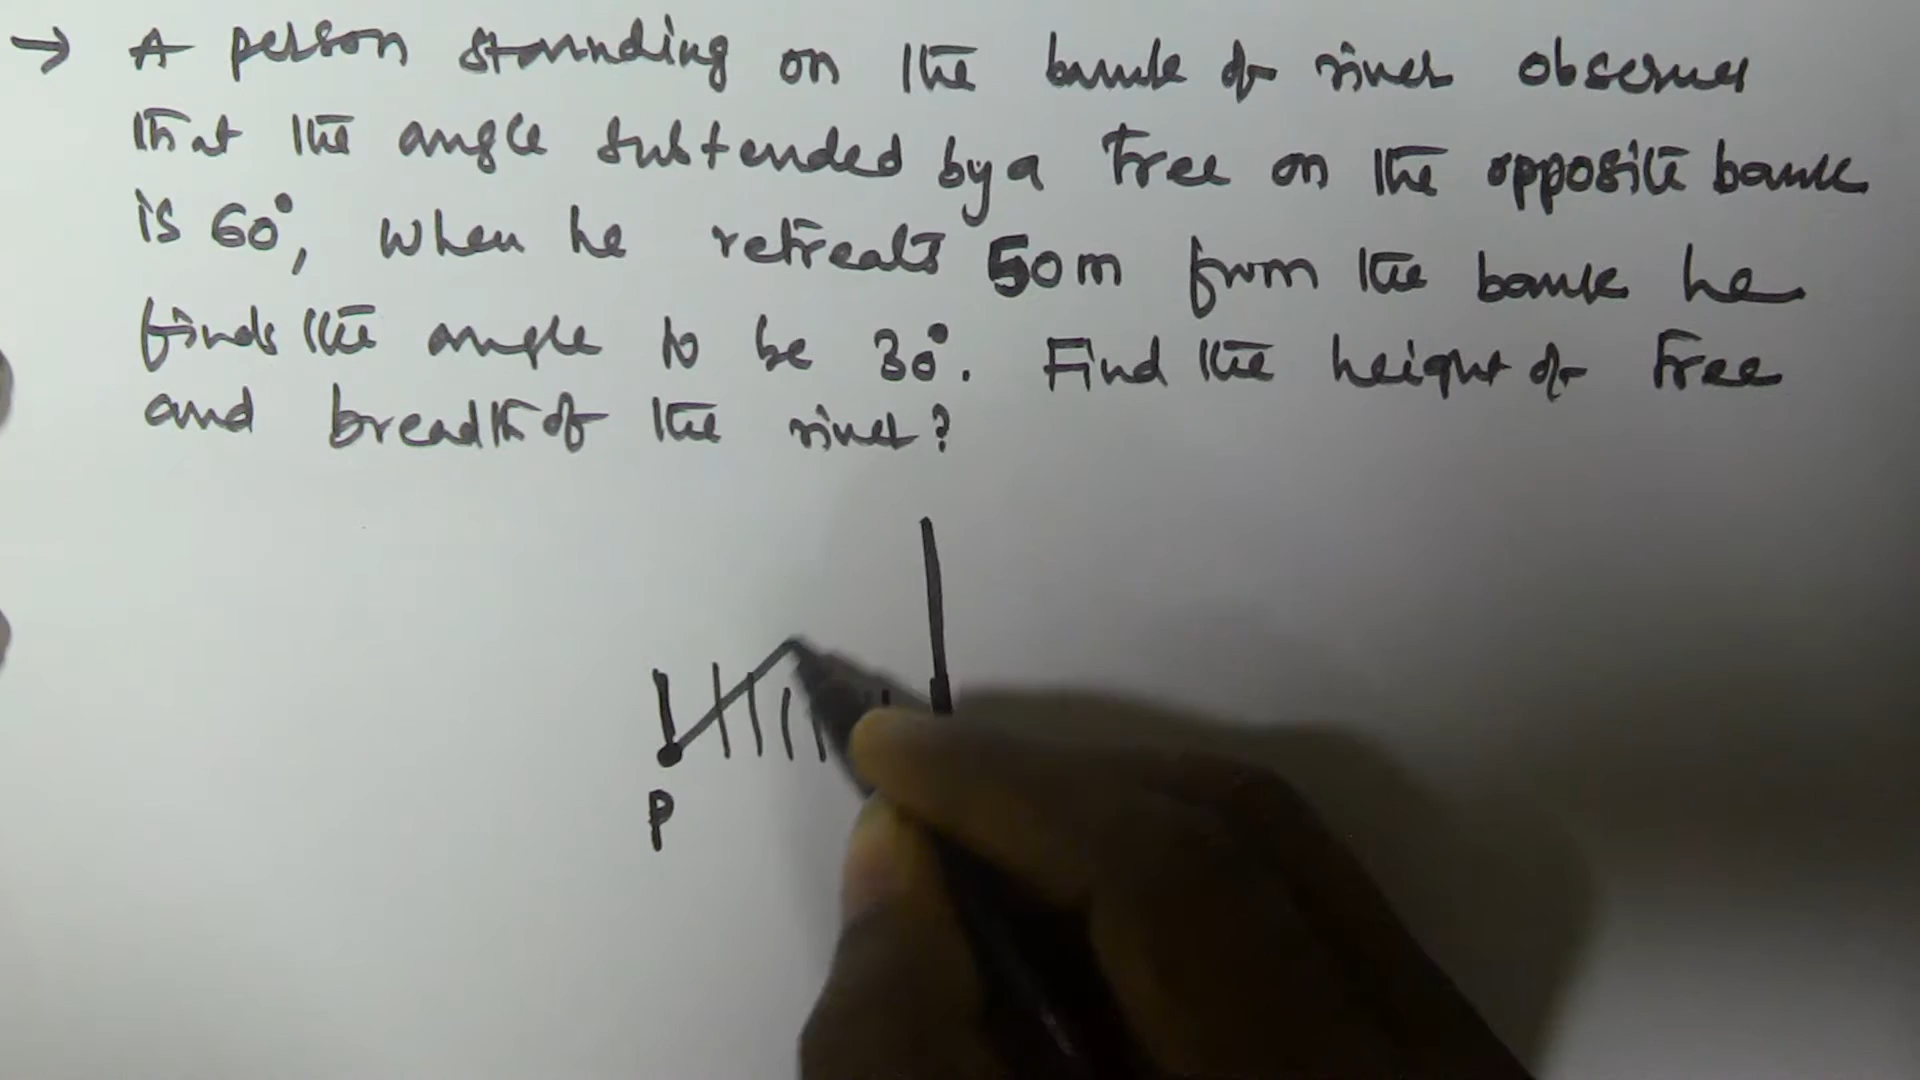 → A person standing on the bank of river observes
that the angle subtended by a tree on the opposite bank
is 60°, when he retreats 50m from the bank he
finds the angle to be 30°. Find the height of tree
and breadth of the river?
P